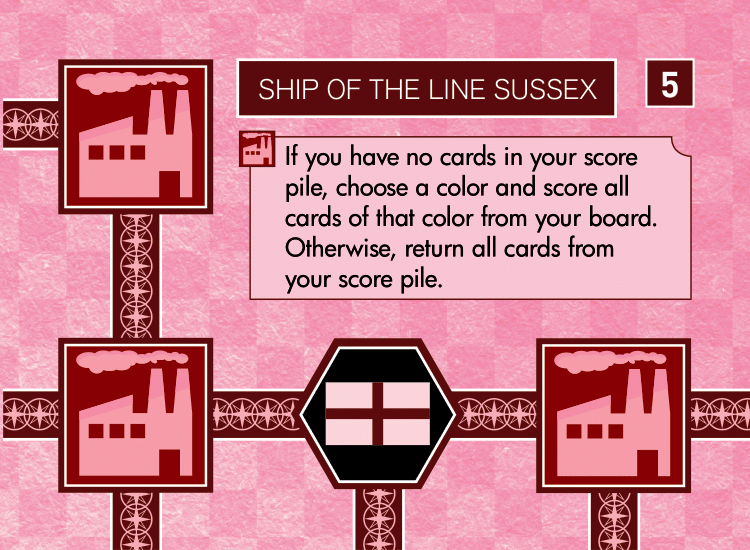 SHIP OF THE LINE SUSSEX
5
If you have no cards in your score
pile, choose a color and score all
cards of that color from your board.
Otherwise, return all cards from
your score pile.